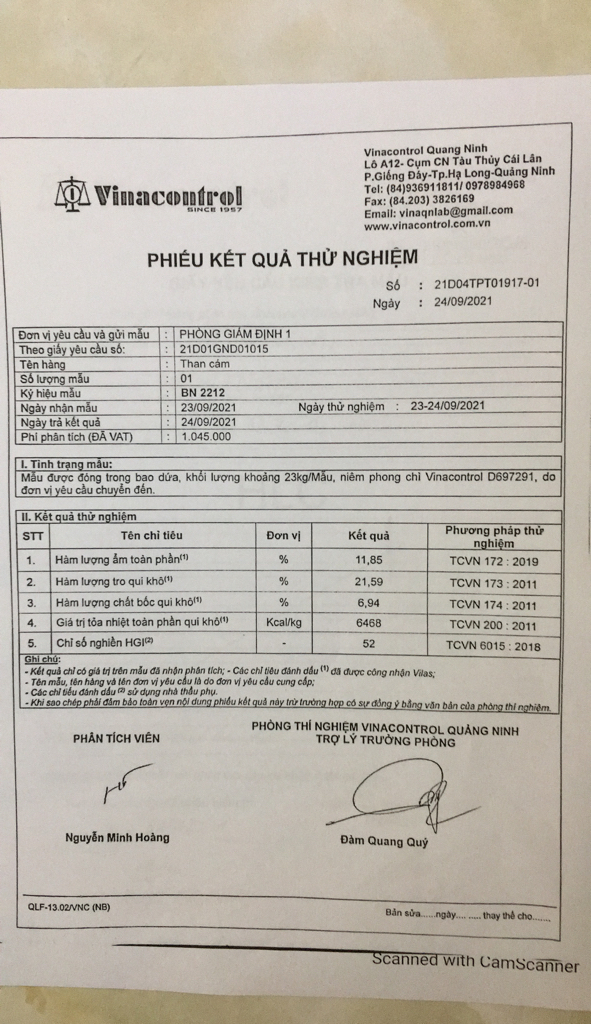 Vinacontrol
SINCE 1957
Vinacontrol Quang Ninh
Lô A12- Cụm CN Tàu Thủy Cái Lân
P.Giếng Đáy-Tp.Hạ Long-Quảng Ninh
Tel: (84)936911811/ 0978984968
Fax: (84.203) 3826169
Email: vinaqnlab@gmail.com
www.vinacontrol.com.vn
PHIẾU KẾT QUẢ THỬ NGHIỆM
Số : 21D04TPT01917-01
Ngày : 24/09/2021
Đơn vị yêu cầu và gửi mẫu : PHÒNG GIÁM ĐỊNH 1
Theo giấy yêu cầu số: : 21D01GND01015
Tên hàng : Than cám
Số lượng mẫu : 01
Ký hiệu mẫu : BN 2212
Ngày nhận mẫu : 23/09/2021 Ngày thử nghiệm : 23-24/09/2021
Ngày trả kết quả : 24/09/2021
Phí phân tích (ĐÃ VAT) : 1.045.000
I. Tình trạng mẫu:
Mẫu được đóng trong bao dứa, khối lượng khoảng 23kg/Mẫu, niêm phong chì Vinacontrol D697291, do
đơn vị yêu cầu chuyển đến.
II. Kết quả thử nghiệm
STT Tên chỉ tiêu Đơn vị Kết quả Phương pháp thử nghiệm
1. Hàm lượng ẩm toàn phần(1) % 11,85 TCVN 172 : 2019
2. Hàm lượng tro qui khô(1) % 21,59 TCVN 173 : 2011
3. Hàm lượng chất bốc qui khô(1) % 6,94 TCVN 174 : 2011
4. Giá trị tỏa nhiệt toàn phần qui khô(1) Kcal/kg 6468 TCVN 200 : 2011
5. Chỉ số nghiền HGI(2) - 52 TCVN 6015 : 2018
Ghi chú:
- Kết quả chỉ có giá trị trên mẫu đã nhận phân tích; - Các chỉ tiêu đánh dấu (1) đã được công nhận Vilas;
- Tên mẫu, tên hàng và tên đơn vị yêu cầu là do đơn vị yêu cầu cung cấp;
- Các chỉ tiêu đánh dấu (2) sử dụng nhà thầu phụ.
- Khi sao chép phải đảm bảo toàn vẹn nội dung phiếu kết quả này trừ trường hợp có sự đồng ý bằng văn bản của phòng thí nghiệm.
PHÒNG THÍ NGHIỆM VINACONTROL QUẢNG NINH
PHÂN TÍCH VIÊN TRỢ LÝ TRƯỞNG PHÒNG
Nguyễn Minh Hoàng Đàm Quang Quý
QLF-13.02/VNC (NB) Bản sửa......ngày.... ..... thay thế cho.......
Scanned with CamScanner